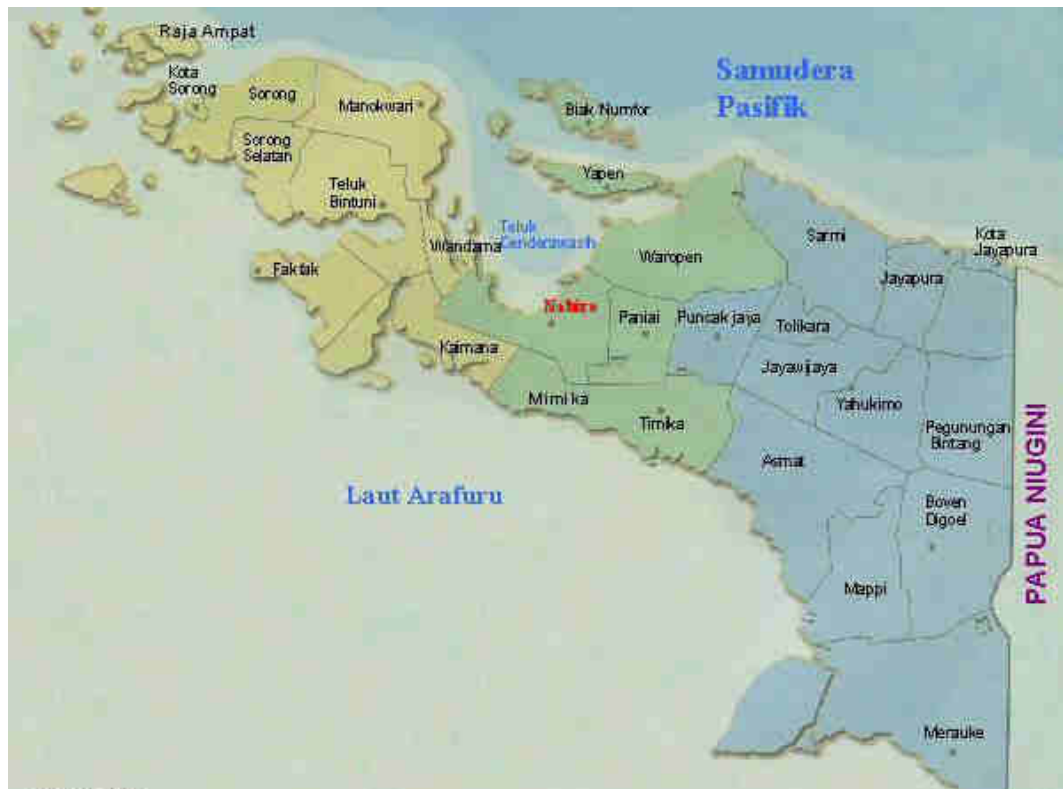 Raja Ampat
Kota
Sorong
Sorong
Manokwari
Sorong
Selatan
Teluk
Bintuni
Samudera
Pasifik
Biak Numfor
Yapen
Teluk
Cenderawasih
Wandama
Fakfak
Kaimana
Waropen
Sarmi
Kota
Jayapura
Jayapura
Nabire
Paniai
Puncak jaya
Tolikara
Jayawijaya
Yahukimo
Mimika
Timika
Pegunungan
Bintang
Asmat
Laut Arafuru
Boven
Digoel
Mappi
PAPUA NIUGINI
Merauke